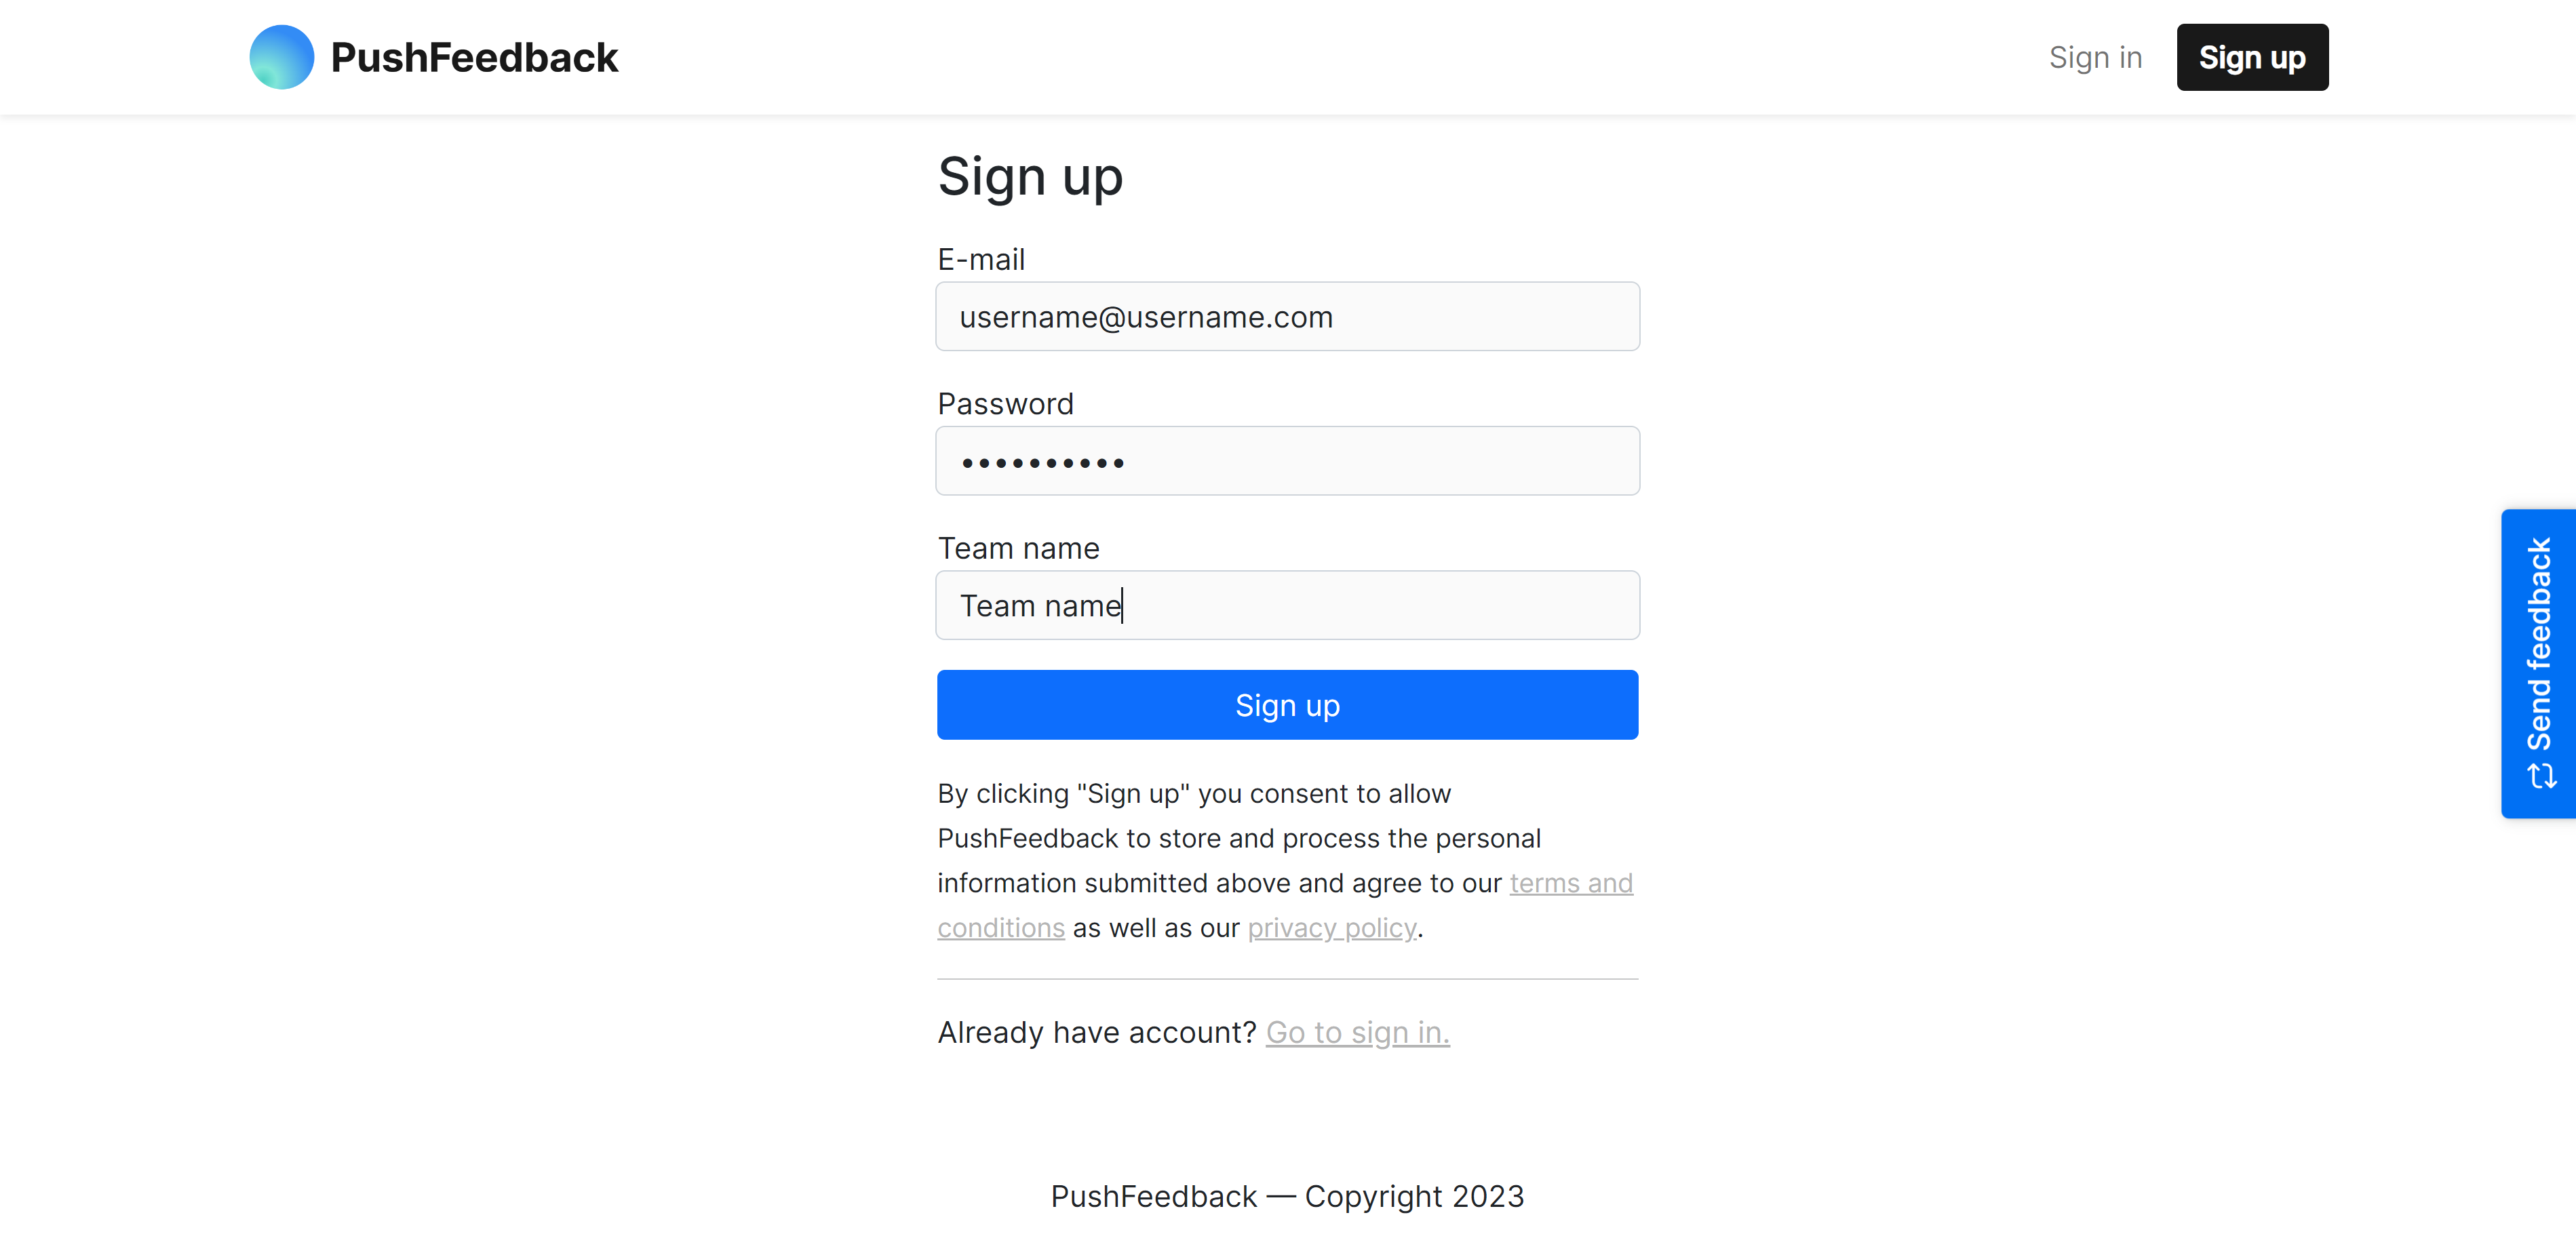 PushFeedback
Sign in
Sign up
Sign up
E-mail
username@username.com
Password
••••••••••
Team name
Team name
Sign up
Send feedback
By clicking "Sign up" you consent to allow
PushFeedback to store and process the personal
information submitted above and agree to our terms and
conditions as well as our privacy policy.
Already have account? Go to sign in.
PushFeedback — Copyright 2023